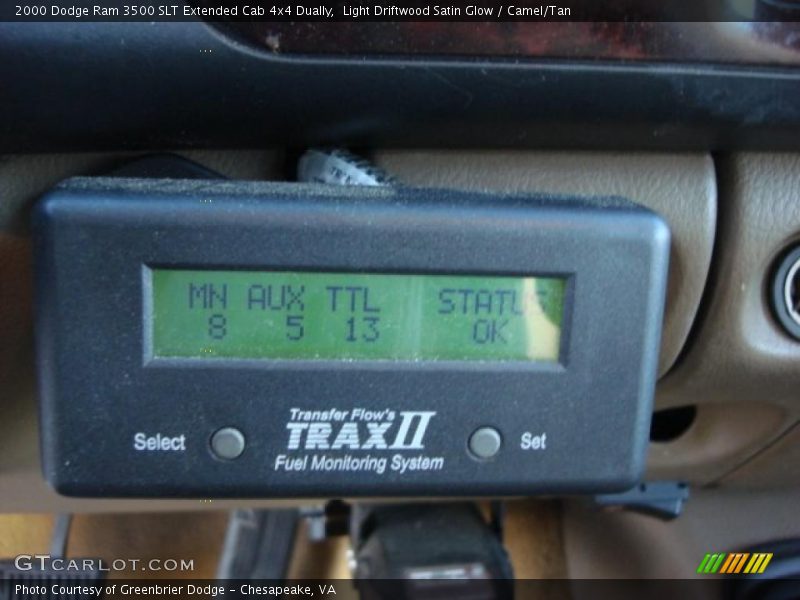 2000 Dodge Ram 3500 SLT Extended Cab 4x4 Dually, Light Driftwood Satin Glow / Camel/Tan
MN AUX TTL STATUS
8 5 13 OK
Transfer Flow's
TRAX II
Select Set
Fuel Monitoring System
GTCARLOT.COM
Photo Courtesy of Greenbrier Dodge - Chesapeake, VA